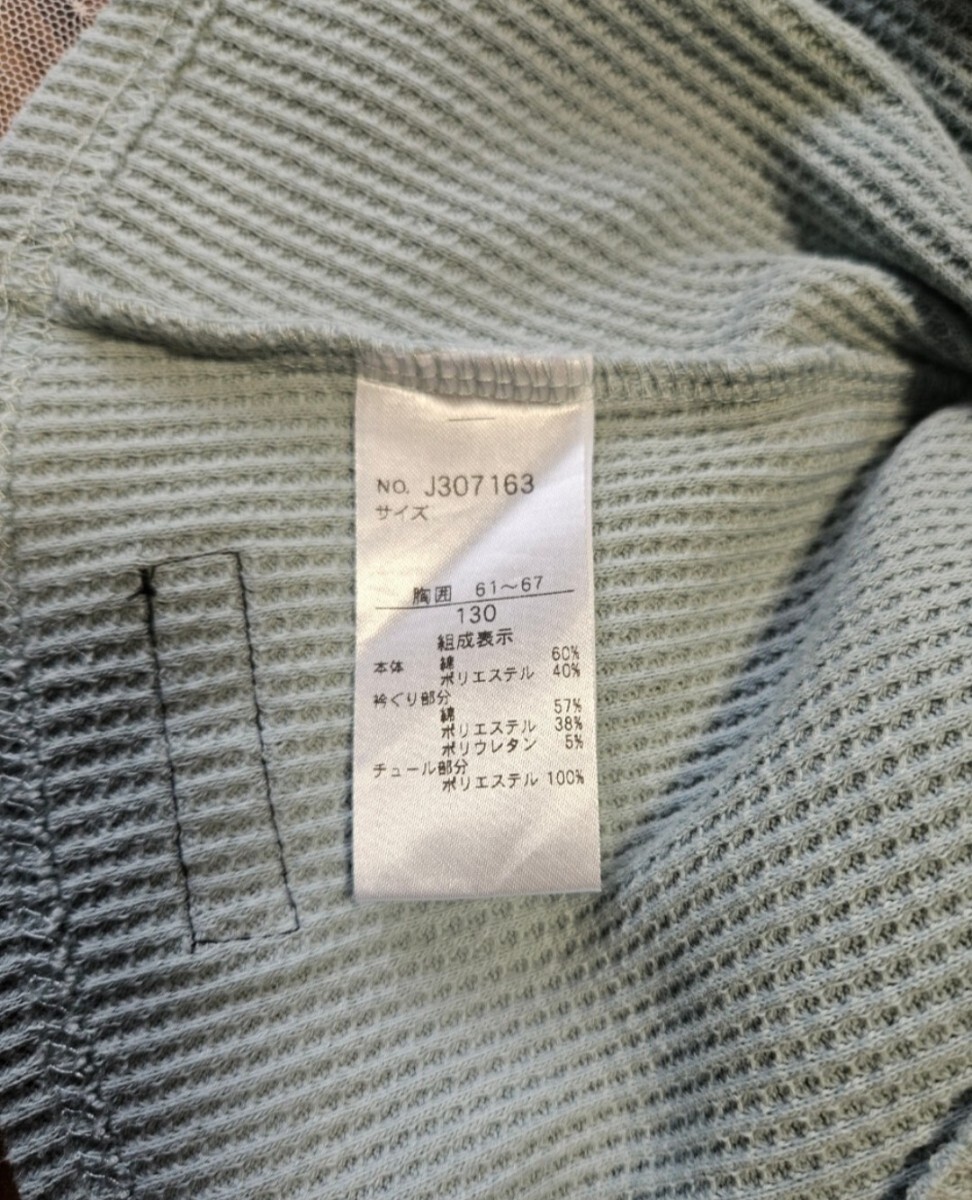 NO. J307163
サイズ
胸囲 61～67
130
組成表示
本体 綿 60%
ポリエステル 40%
衿ぐり部分
綿 57%
ポリエステル 38%
ポリウレタン 5%
チュール部分
ポリエステル 100%